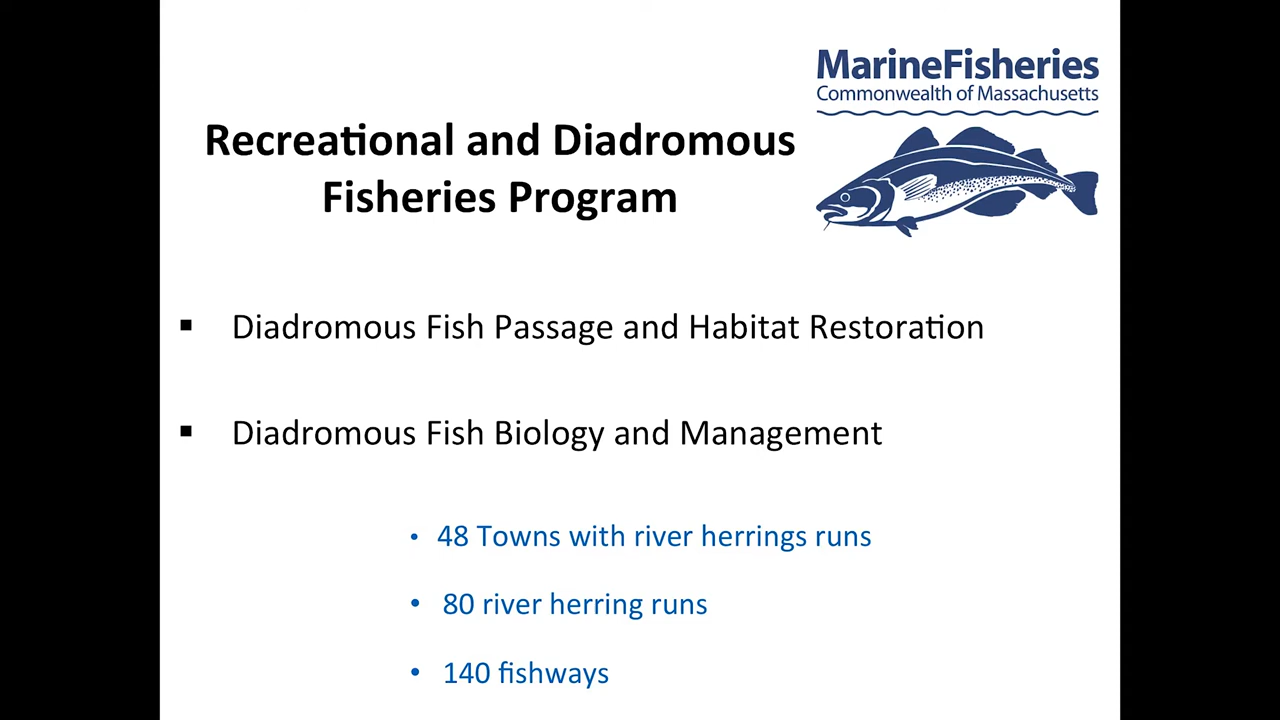 MarineFisheries
Commonwealth of Massachusetts
Recreational and Diadromous
Fisheries Program
▪ Diadromous Fish Passage and Habitat Restoration
▪ Diadromous Fish Biology and Management
• 48 Towns with river herrings runs
• 80 river herring runs
• 140 fishways